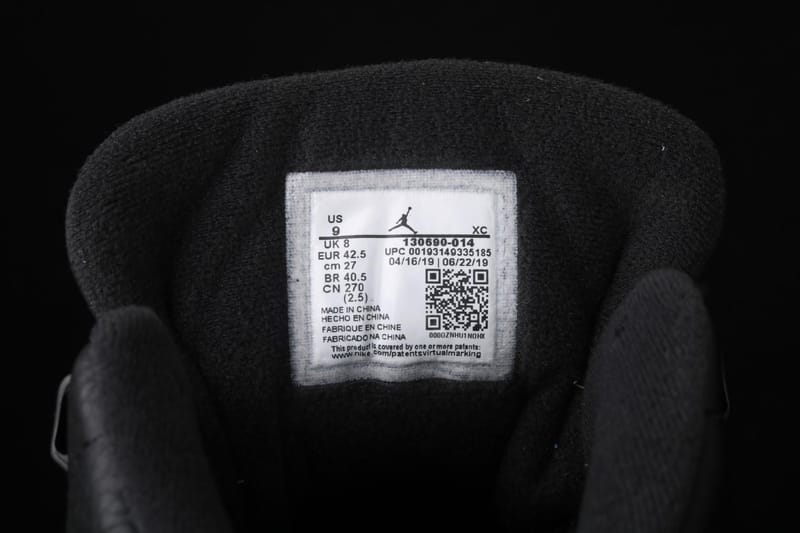 US
9 XC
UK 8 130690-014
EUR 42.5 UPC 00193149335185
cm 27 04/16/19 | 06/22/19
BR 40.5
CN 270
(2.5)
MADE IN CHINA
HECHO EN CHINA
FABRIQUE EN CHINE
FABRICADO NA CHINA
This product is covered by one or more patents:
www.nike.com/patentsvirtualmarking